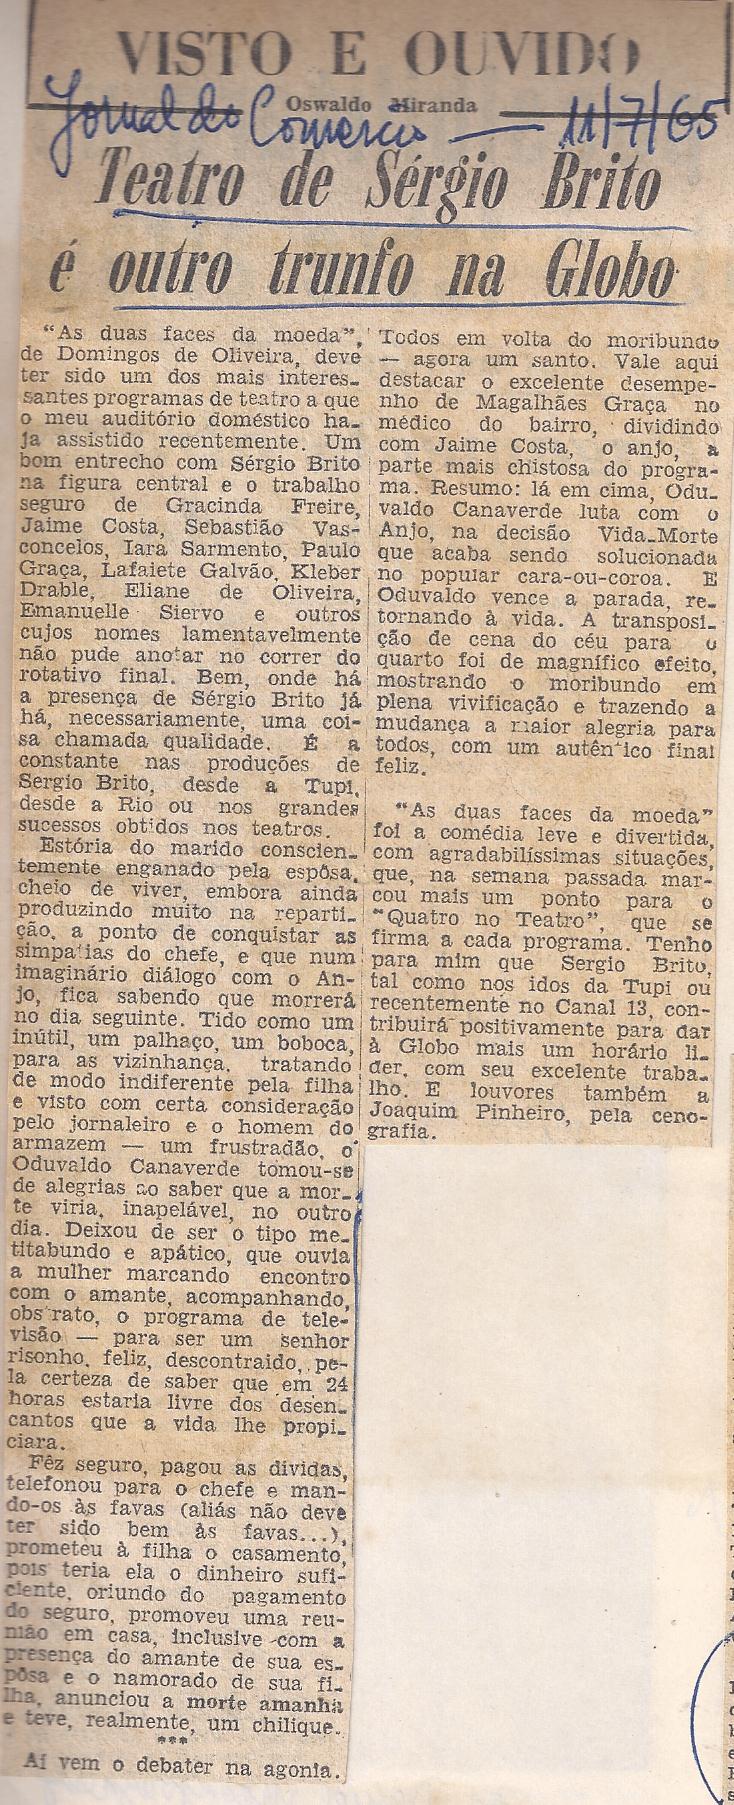 VISTO E OUVIDO
Oswaldo Miranda
Jornal do Comercio — 11/7/65
Teatro de Sérgio Brito
é outro trunfo na Globo
"As duas faces da moeda",
de Domingos de Oliveira, deve
ter sido um dos mais interes-
santes programas de teatro a que
o meu auditório doméstico ha-
ja assistido recentemente. Um
bom entrecho com Sérgio Brito
na figura central e o trabalho
seguro de Gracinda Freire,
Jaime Costa, Sebastião Vas-
concelos, Iara Sarmento, Paulo
Graça, Lafaiete Galvão, Kleber
Drable, Eliane de Oliveira,
Emanuelle Siervo e outros
cujos nomes lamentavelmente
não pude anotar no correr do
rotativo final. Bem, onde há
a presença de Sérgio Brito já
há, necessariamente, uma coi-
sa chamada qualidade. É a
constante nas produções de
Sergio Brito, desde a Tupi,
desde a Rio ou nos grandes
sucessos obtidos nos teatros.
Estória do marido conscien-
temente enganado pela espôsa,
cheio de viver, embora ainda
produzindo muito na reparti-
ção, a ponto de conquistar as
simpatias do chefe, e que num
imaginário diálogo com o An-
jo, fica sabendo que morrerá
no dia seguinte. Tido como um
inútil, um palhaço, um boboca,
para as vizinhança, tratando
de modo indiferente pela filha
e visto com certa consideração
pelo jornaleiro e o homem do
armazem — um frustradão, o
Oduvaldo Canaverde tomou-se
de alegrias ao saber que a mor-
te viria, inapelável, no outro
dia. Deixou de ser o tipo me-
titabundo e apático, que ouvia
a mulher marcando encontro
com o amante, acompanhando,
obstrato, o programa de tele-
visão — para ser um senhor
risonho, feliz, descontraido, pe-
la certeza de saber que em 24
horas estaria livre dos desen-
cantos que a vida lhe propi-
ciara.
Fêz seguro, pagou as dividas,
telefonou para o chefe e man-
do-os às favas (aliás não deve
ter sido bem às favas...),
prometeu à filha o casamento,
pois teria ela o dinheiro sufi-
ciente, oriundo do pagamento
do seguro, promoveu uma reu-
nião em casa, inclusive com a
presença do amante de sua es-
pôsa e o namorado de sua fi-
lha, anunciou a morte amanhã
e teve, realmente, um chilique.
***
Aí vem o debater na agonia.
Todos em volta do moribundo
— agora um santo. Vale aqui
destacar o excelente desempe-
nho de Magalhães Graça no
médico do bairro, dividindo
com Jaime Costa, o anjo, a
parte mais chistosa do progra-
ma. Resumo: lá em cima, Odu-
valdo Canaverde luta com o
Anjo, na decisão Vida-Morte
que acaba sendo solucionada
no popular cara-ou-coroa. E
Oduvaldo vence a parada, re-
tornando à vida. A transposi-
ção de cena do céu para o
quarto foi de magnífico efeito,
mostrando o moribundo em
plena vivificação e trazendo a
mudança a maior alegria para
todos, com um autêntico final
feliz.
"As duas faces da moeda"
foi a comédia leve e divertida,
com agradabilíssimas situações,
que, na semana passada mar-
cou mais um ponto para o
"Quatro no Teatro", que se
firma a cada programa. Tenho
para mim que Sergio Brito,
tal como nos idos da Tupi ou
recentemente no Canal 13, con-
tribuirá positivamente para dar
à Globo mais um horário lí-
der, com seu excelente traba-
lho. E louvores também a
Joaquim Pinheiro, pela ceno-
grafia.